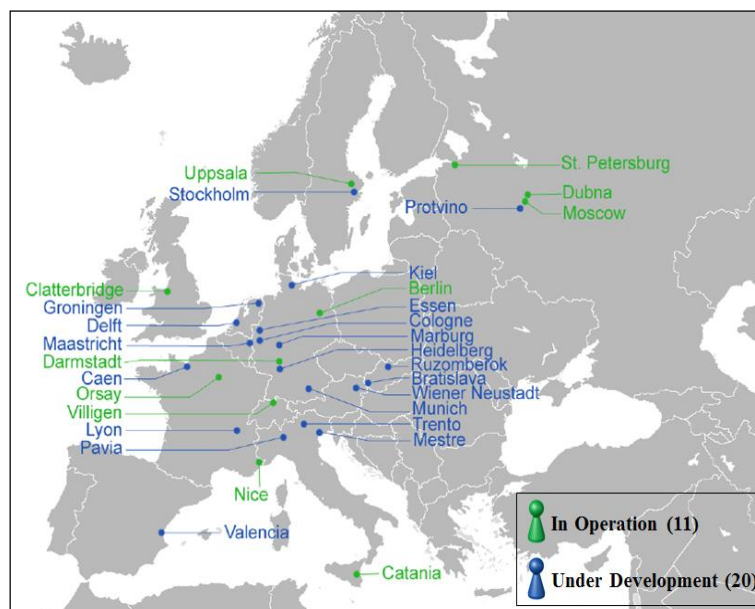 Uppsala
Stockholm
St. Petersburg
Dubna
Protvino
Moscow
Clatterbridge
Groningen
Delft
Maastricht
Darmstadt
Caen
Orsay
Villigen
Lyon
Pavia
Kiel
Berlin
Essen
Cologne
Marburg
Heidelberg
Ruzomberok
Bratislava
Wiener Neustadt
Munich
Trento
Mestre
Nice
Valencia
Catania
In Operation (11)
Under Development (20)